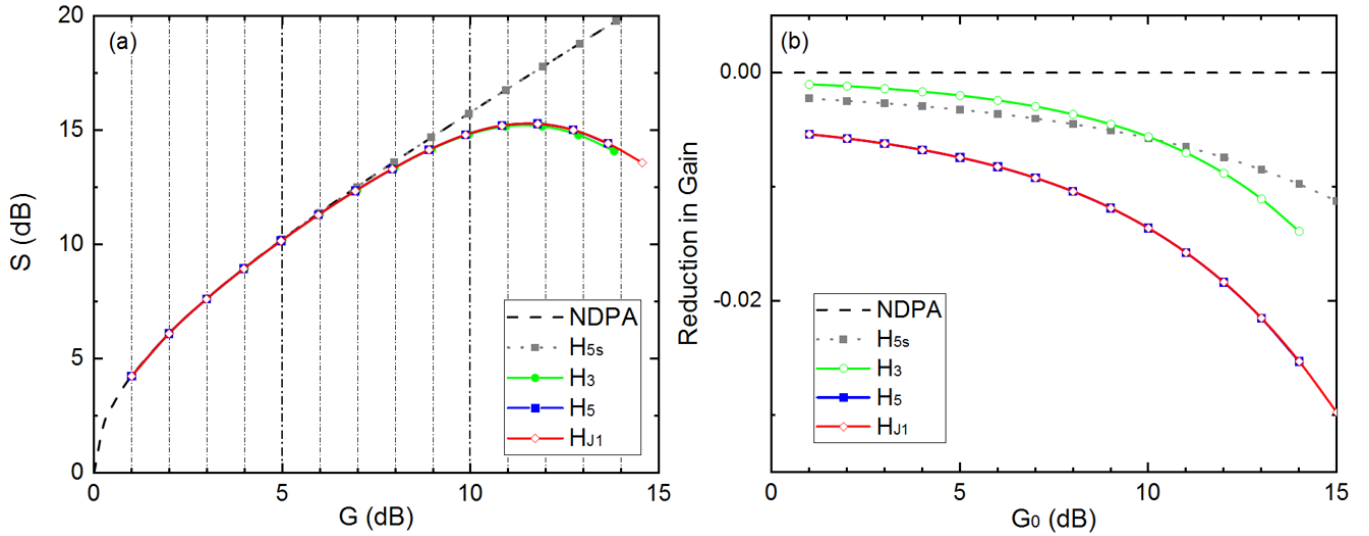 (a)
S (dB)
20
15
10
5
0
NDPA
H5s
H3
H5
HJ1
0
5
10
15
G (dB)
(b)
Reduction in Gain
0.00
-0.02
NDPA
H5s
H3
H5
HJ1
0
5
10
15
G0 (dB)